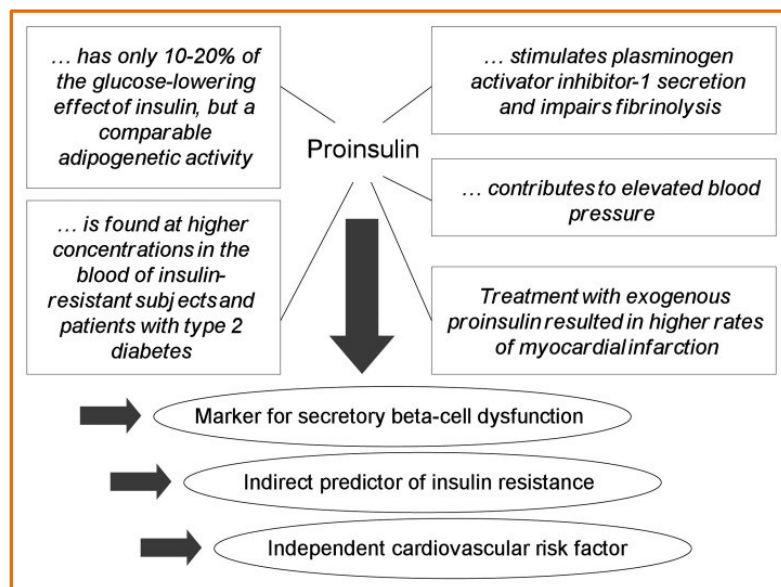 … has only 10-20% of
the glucose-lowering
effect of insulin, but a
comparable
adipogenetic activity
… is found at higher
concentrations in the
blood of insulin-
resistant subjects and
patients with type 2
diabetes
Proinsulin
… stimulates plasminogen
activator inhibitor-1 secretion
and impairs fibrinolysis
… contributes to elevated blood
pressure
Treatment with exogenous
proinsulin resulted in higher rates
of myocardial infarction
Marker for secretory beta-cell dysfunction
Indirect predictor of insulin resistance
Independent cardiovascular risk factor